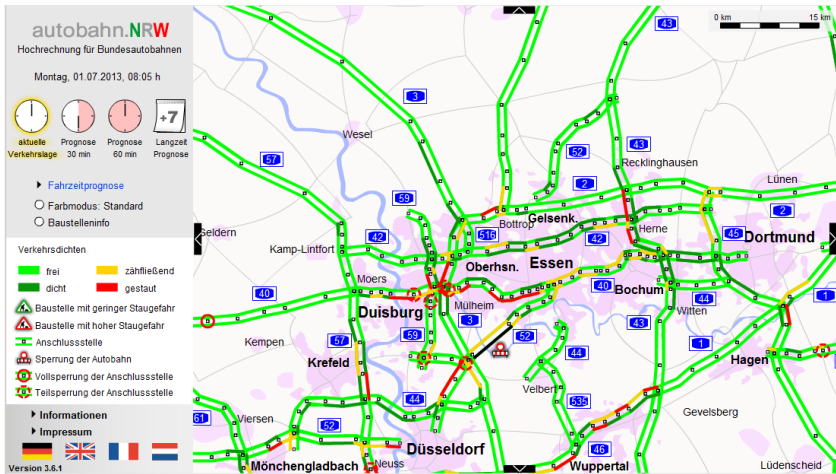 autobahn.NRW
Hochrechnung für Bundesautobahnen
Montag, 01.07.2013, 08:05 h
+7
aktuelle Verkehrslage
Prognose 30 min
Prognose 60 min
Langzeit Prognose
Fahrzeitprognose
Farbmodus: Standard
Baustelleninfo
Verkehrsdichten
frei
zähfließend
dicht
gestaut
Baustelle mit geringer Staugefahr
Baustelle mit hoher Staugefahr
Anschlussstelle
Sperrung der Autobahn
Vollsperrung der Anschlussstelle
Teilsperrung der Anschlussstelle
Informationen
Impressum
Version 3.6.1
0 km
15 km
43
3
Wesel
57
52
43
Recklinghausen
2
Lünen
59
Geldern
Bottrop
Gelsenk.
2
Kamp-Lintfort
42
516
42
Herne
45
Dortmund
Oberhsn.
Essen
Moers
40
Mülheim
40
Bochum
44
Duisburg
3
Witten
1
Kempen
57
59
52
43
1
Krefeld
44
Hagen
Velbert
44
535
Gevelsberg
61
Viersen
52
Düsseldorf
46
Mönchengladbach
Neuss
Wuppertal
Lüdenscheid